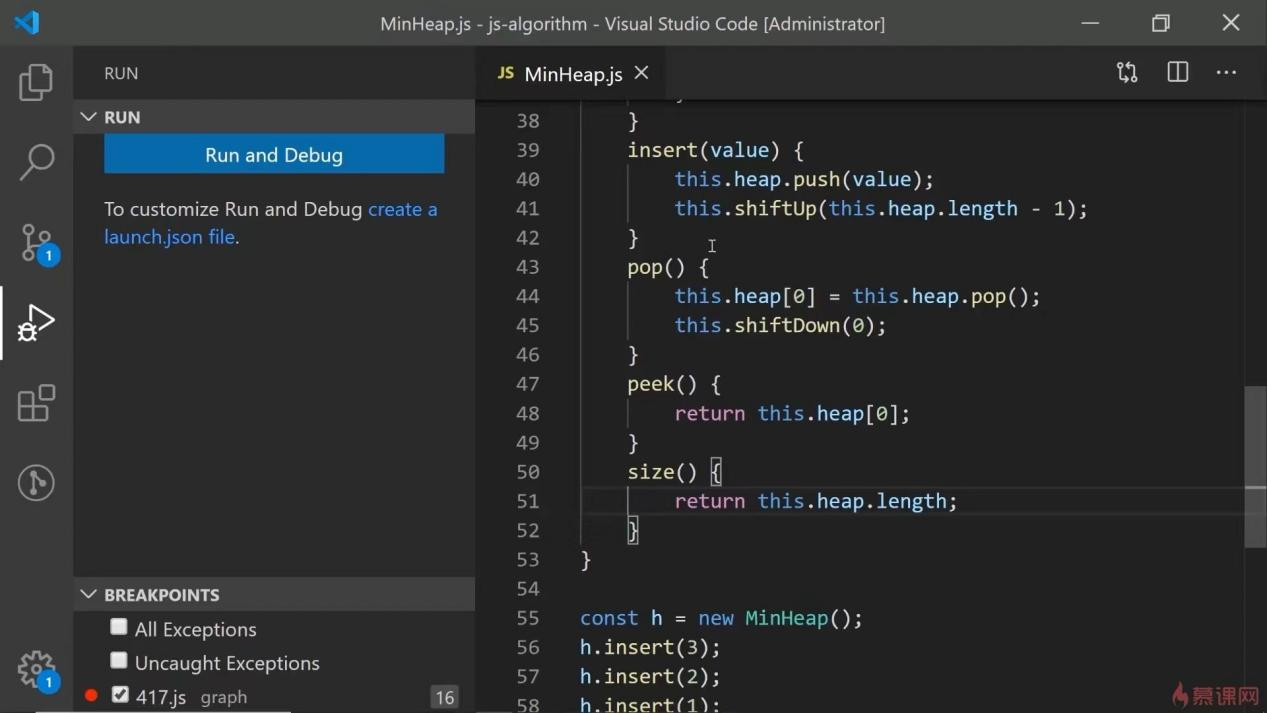 MinHeap.js - js-algorithm - Visual Studio Code [Administrator]
RUN
RUN
Run and Debug
To customize Run and Debug create a
launch.json file.
1
1
BREAKPOINTS
All Exceptions
Uncaught Exceptions
417.js graph 16
JS MinHeap.js
38 }
39 insert(value) {
40 this.heap.push(value);
41 this.shiftUp(this.heap.length - 1);
42 }
43 pop() {
44 this.heap[0] = this.heap.pop();
45 this.shiftDown(0);
46 }
47 peek() {
48 return this.heap[0];
49 }
50 size() {
51 return this.heap.length;
52 }
53 }
54
55 const h = new MinHeap();
56 h.insert(3);
57 h.insert(2);
58 h.insert(1);
慕课网